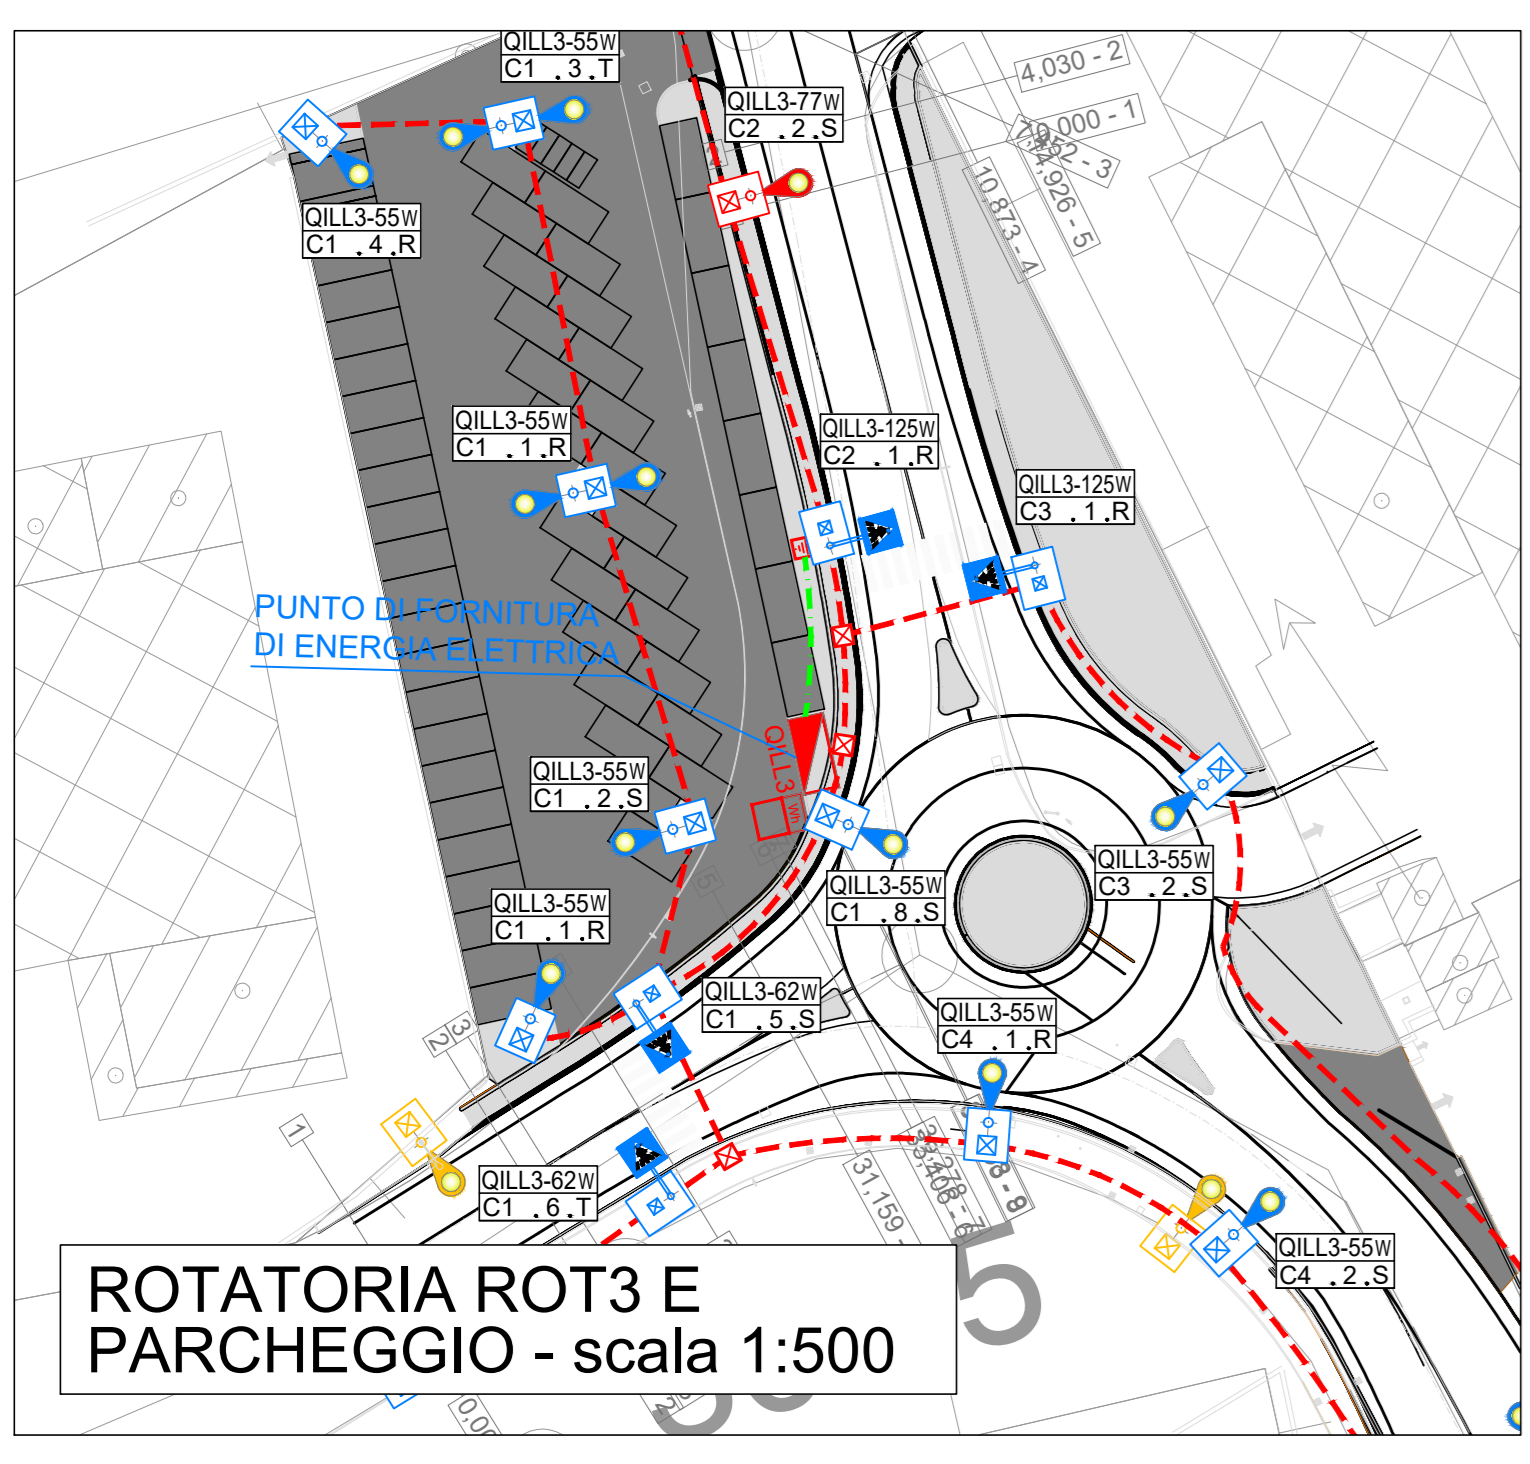 QILL3-55W
C1 .3.T
QILL3-77W
C2 .2.S
4,030 - 2
10,873 - 4
14,926 - 5
QILL3-55W
C1 .4.R
QILL3-55W
C1 .1.R
QILL3-125W
C2 .1.R
QILL3-125W
C3 .1.R
PUNTO DI FORNITURA
DI ENERGIA ELETTRICA
QILL3
Wh
QILL3-55W
C1 .2.S
QILL3-55W
C1 .8.S
QILL3-55W
C3 .2.S
5
QILL3-55W
C1 .1.R
QILL3-62W
C1 .5.S
QILL3-55W
C4 .1.R
3
2
1
QILL3-62W
C1 .6.T
31,159
QILL3-55W
C4 .2.S
5
ROTATORIA ROT3 E
PARCHEGGIO - scala 1:500